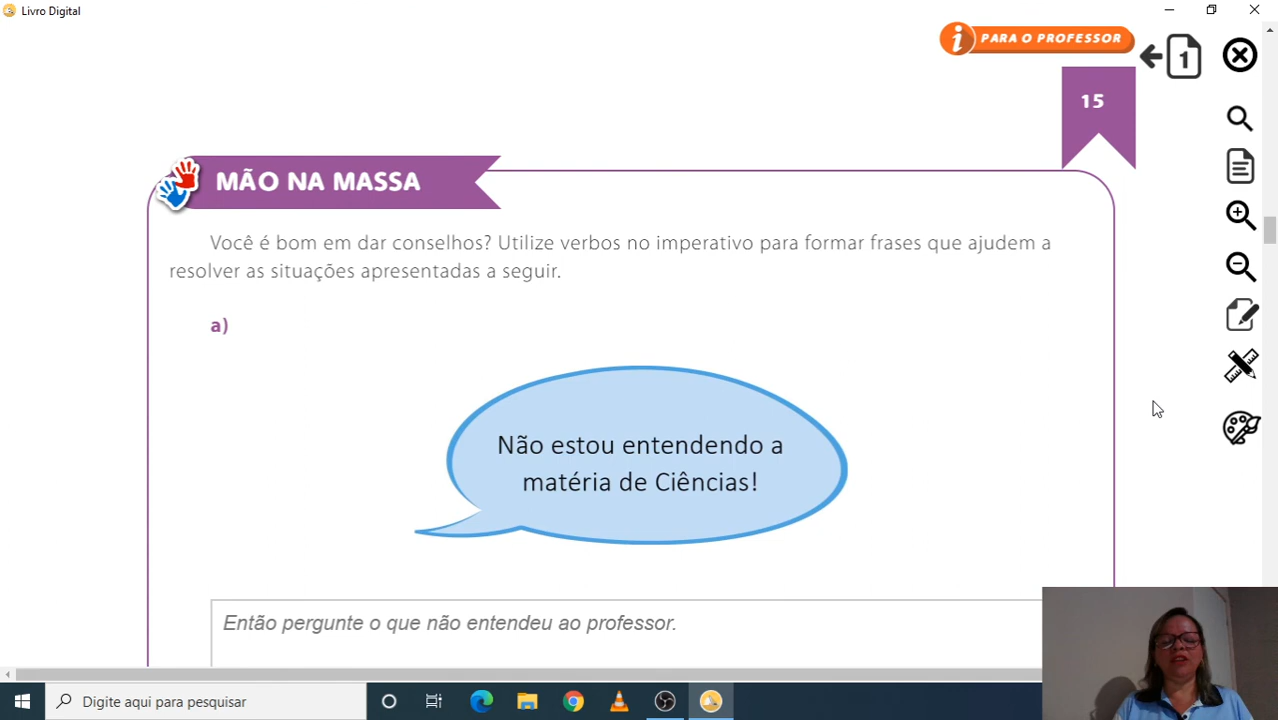 Livro Digital
PARA O PROFESSOR
1
15
MÃO NA MASSA
Você é bom em dar conselhos? Utilize verbos no imperativo para formar frases que ajudem a
resolver as situações apresentadas a seguir.
a)
Não estou entendendo a
matéria de Ciências!
Então pergunte o que não entendeu ao professor.
Digite aqui para pesquisar